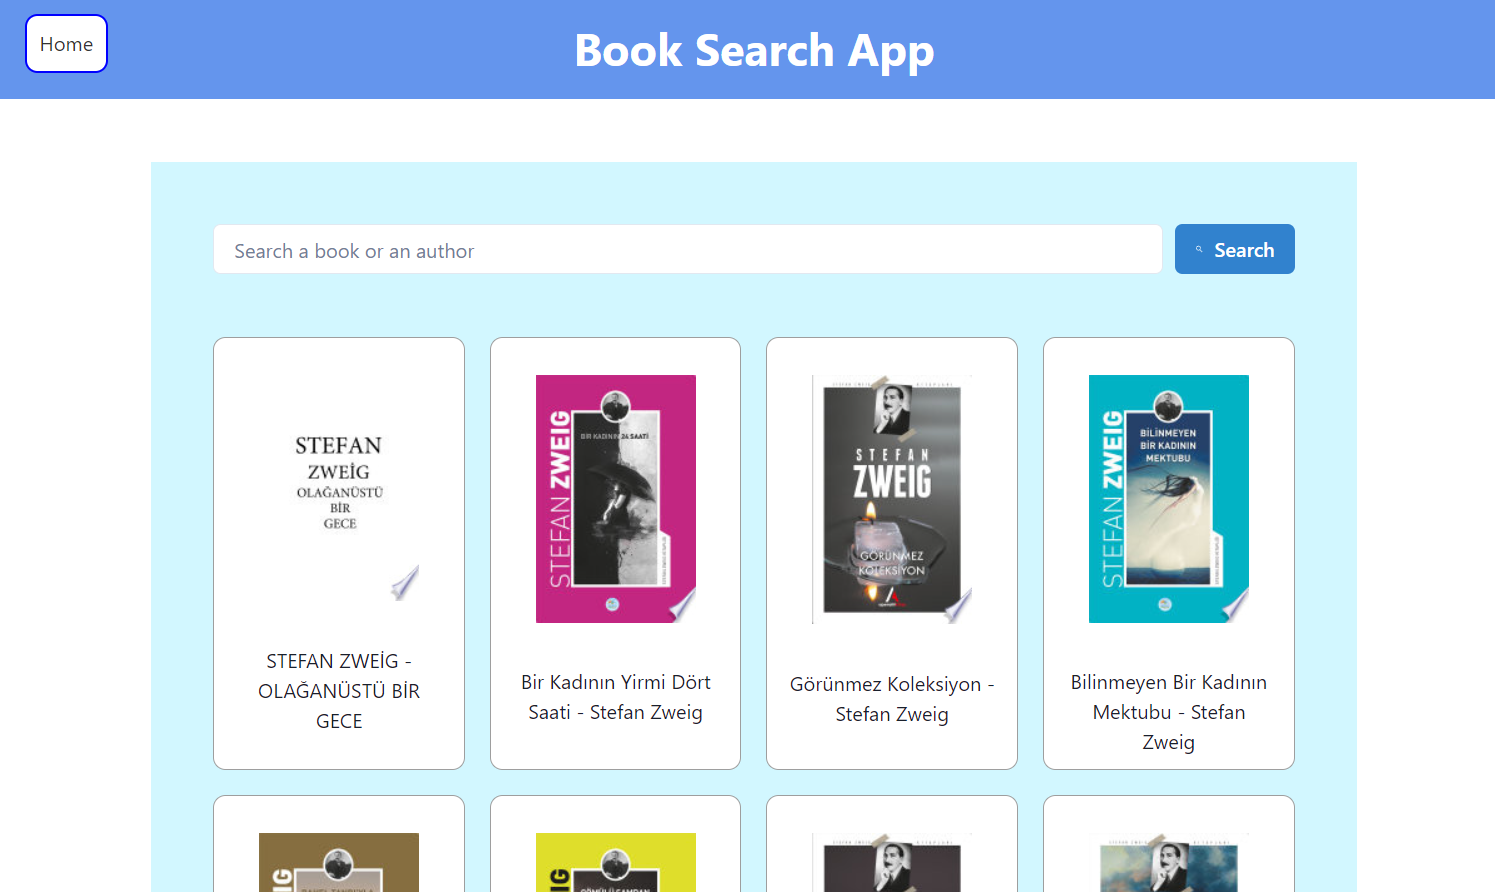 Home
Book Search App
Search a book or an author
Search
STEFAN
ZWEİG
OLAĞANÜSTÜ
BİR
GECE
STEFAN ZWEİG -
OLAĞANÜSTÜ BİR
GECE
STEFAN ZWEIG
BIR KADININ 24 SAATİ
Bir Kadının Yirmi Dört
Saati - Stefan Zweig
STEFAN
ZWEIG
GÖRÜNMEZ
KOLEKSİYON
Görünmez Koleksiyon -
Stefan Zweig
STEFAN ZWEIG
BİLİNMEYEN
BİR KADININ
MEKTUBU
Bilinmeyen Bir Kadının
Mektubu - Stefan
Zweig